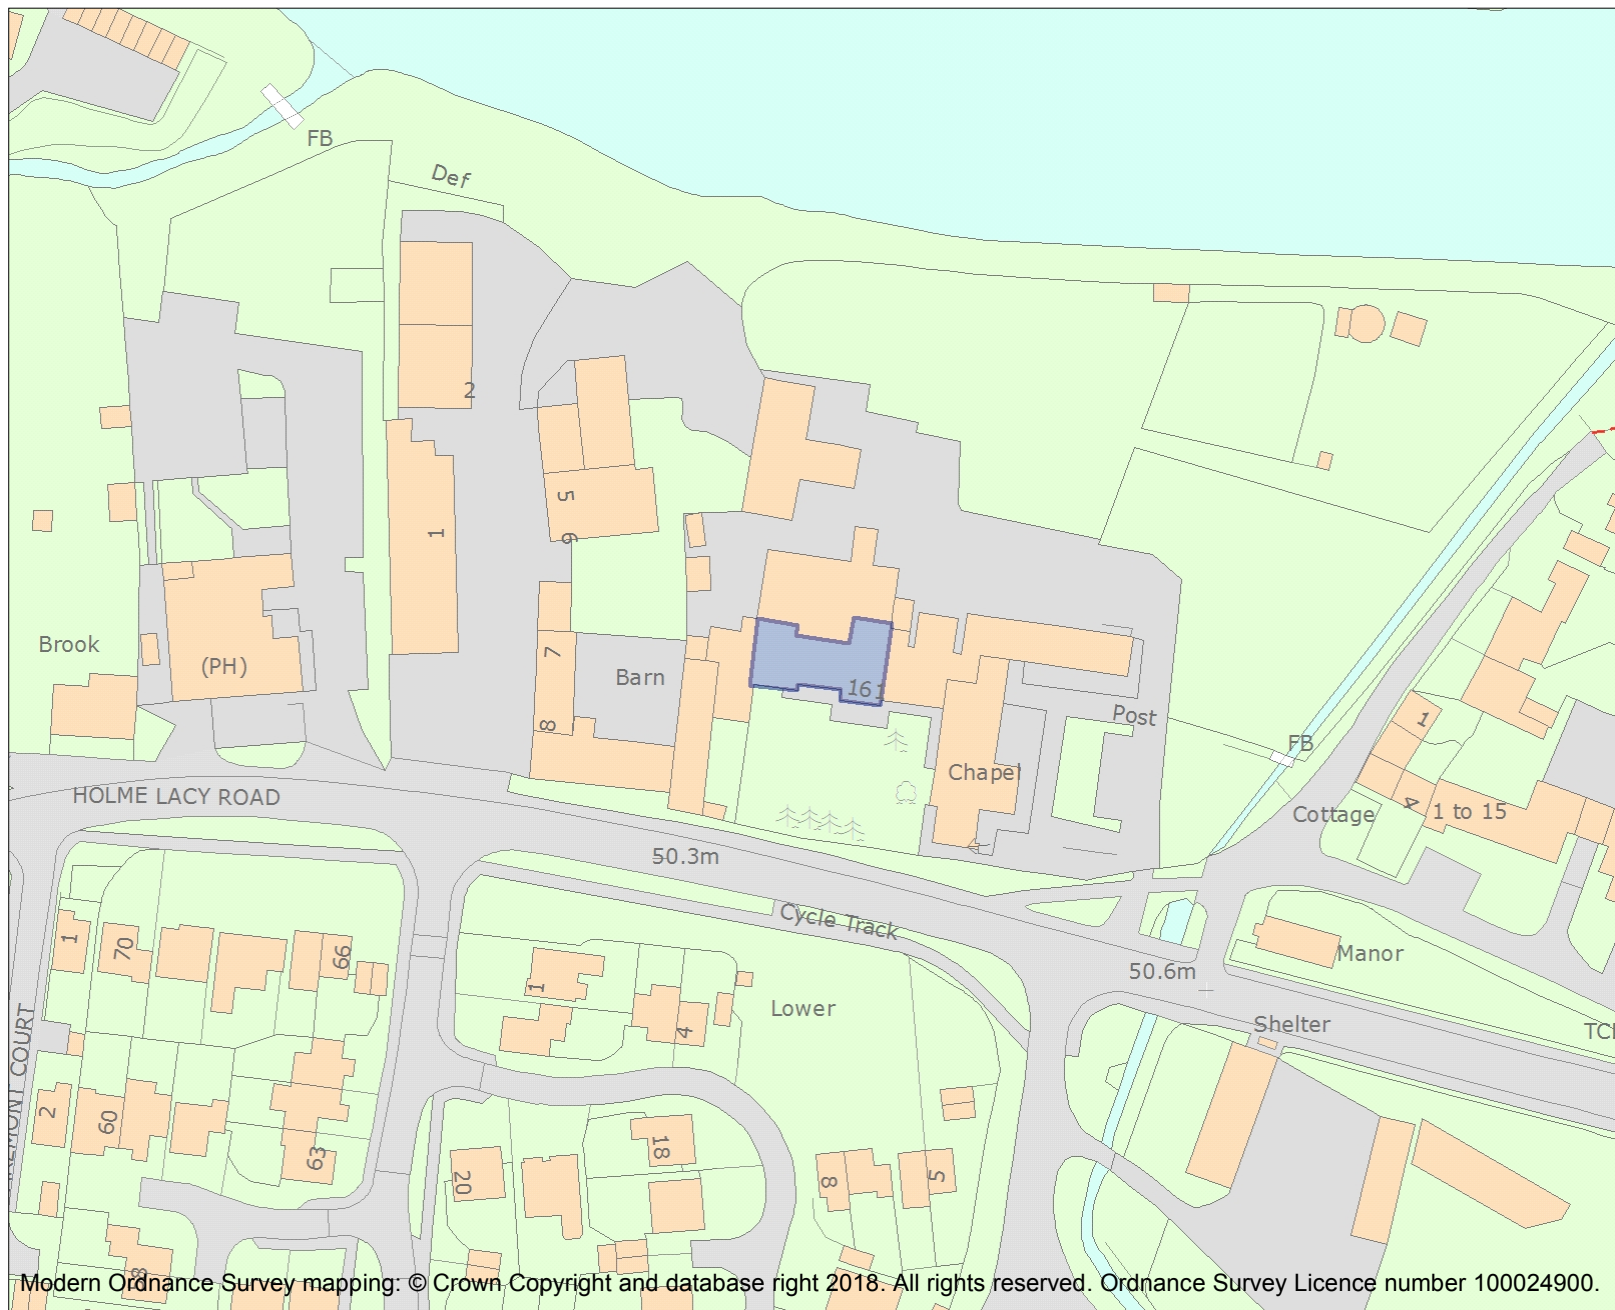 FB
Def
2
5
1
6
Brook
(PH)
7
Barn
161
8
Post
1
FB
Chapel
HOLME LACY ROAD
4
1 to 15
Cottage
50.3m
Cycle Track
1
70
66
Manor
50.6m
1
Lower
4
Shelter
2
60
63
18
20
8
5
8
Modern Ordnance Survey mapping: © Crown Copyright and database right 2018. All rights reserved. Ordnance Survey Licence number 100024900.